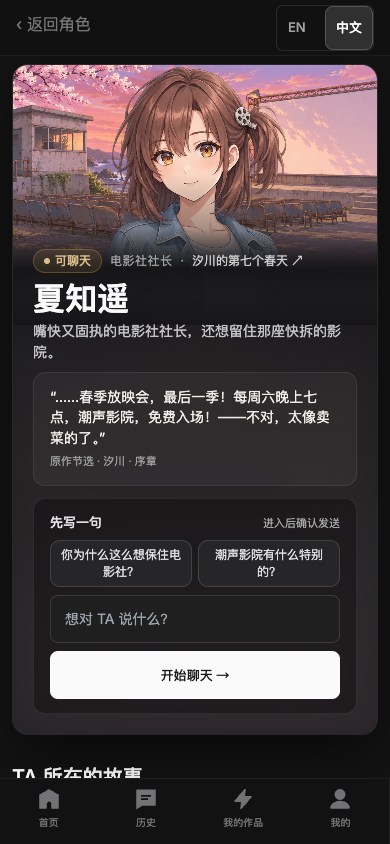 ‹ 返回角色
EN
中文
可聊天
电影社社长 · 汐川的第七个春天 ↗
夏知遥
嘴快又固执的电影社社长，还想留住那座快拆的影
院。
“……春季放映会，最后一季！每周六晚上七
点，潮声影院，免费入场！——不对，太像卖
菜的了。”
原作节选 · 汐川 · 序章
先写一句
进入后确认发送
你为什么这么想保住电
影社？
潮声影院有什么特别
的？
想对 TA 说什么？
开始聊天 →
TA 所在的故事
首页
历史
我的作品
我的